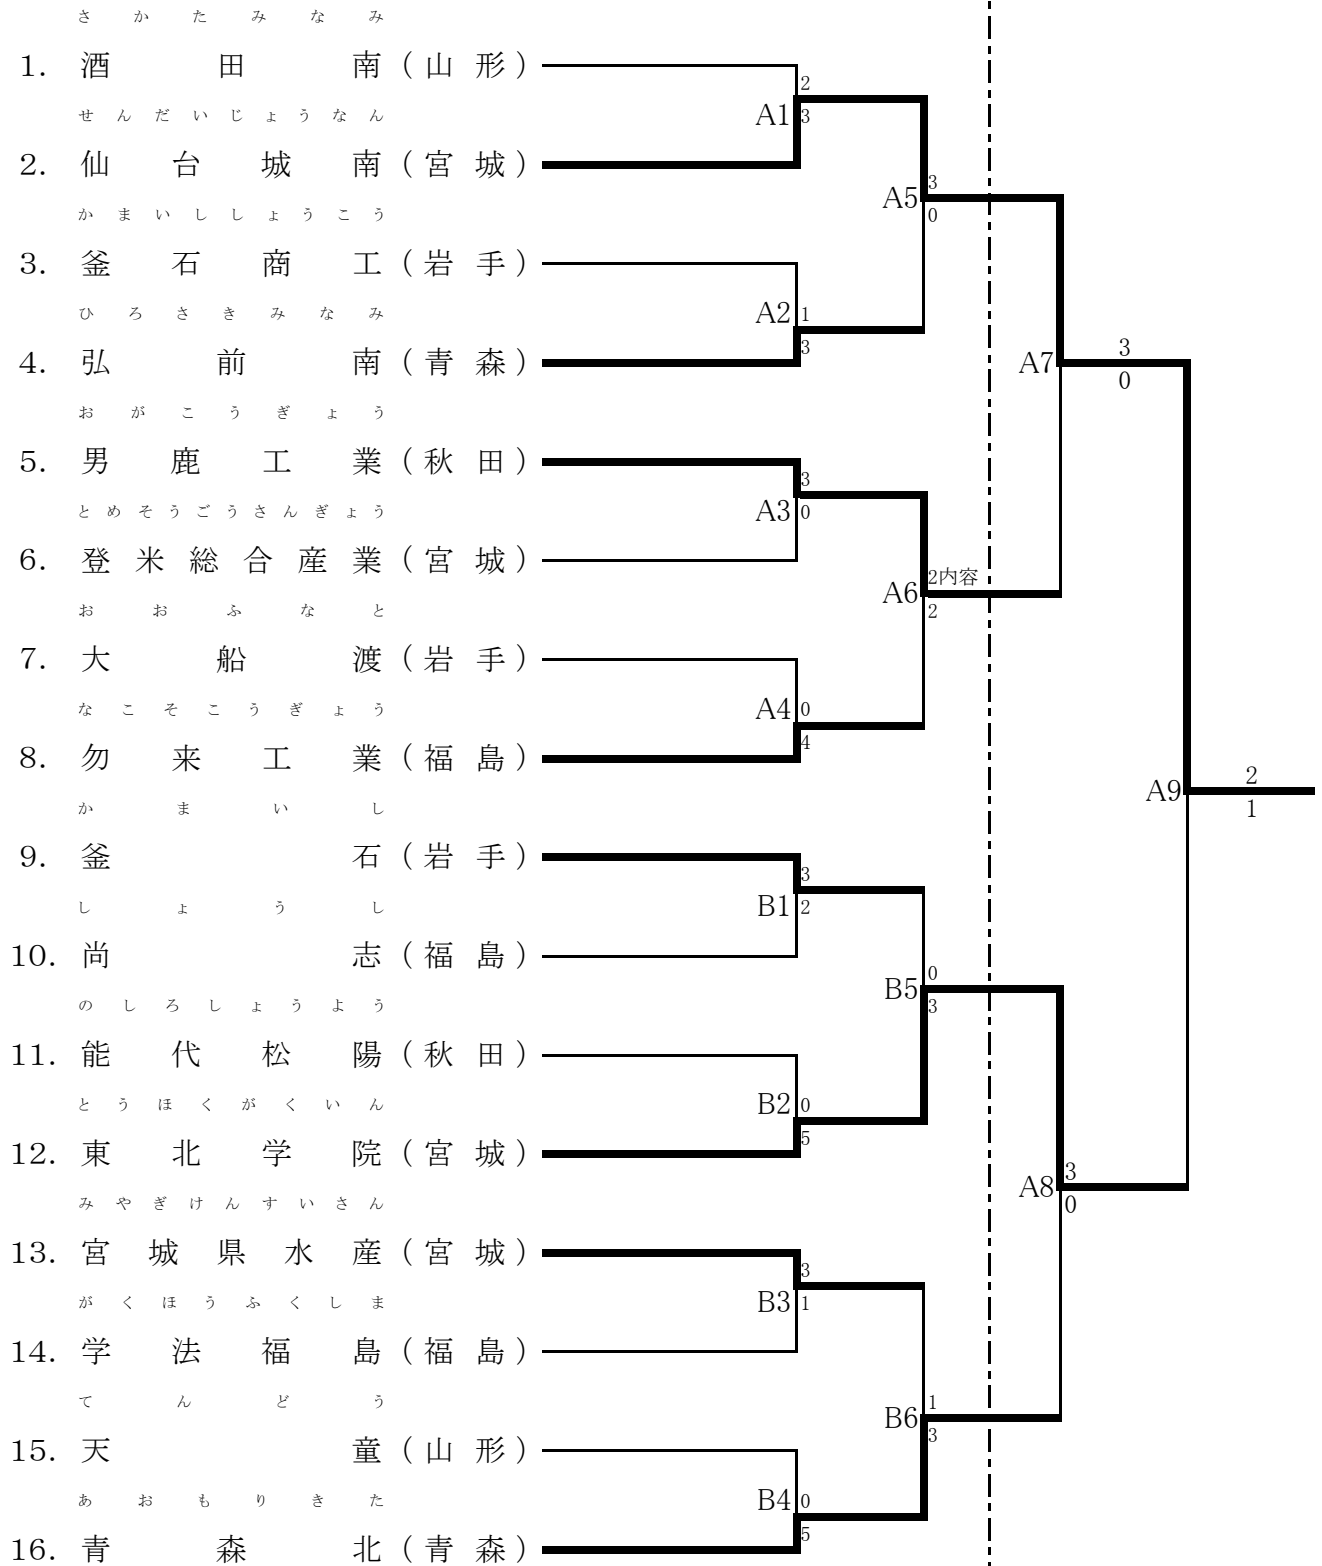 さかたみなみ
1. 酒田南(山形)
せんだいじょうなん
2. 仙台城南(宮城)
かまいししょうこう
3. 釜石商工(岩手)
ひろさきみなみ
4. 弘前南(青森)
おがこうぎょう
5. 男鹿工業(秋田)
とめそうごうさんぎょう
6. 登米総合産業(宮城)
おおふなと
7. 大船渡(岩手)
なこそこうぎょう
8. 勿来工業(福島)
かまいし
9. 釜石(岩手)
しょうし
10. 尚志(福島)
のしろしょうよう
11. 能代松陽(秋田)
とうほくがくいん
12. 東北学院(宮城)
みやぎけんすいさん
13. 宮城県水産(宮城)
がくほうふくしま
14. 学法福島(福島)
てんどう
15. 天童(山形)
あおもりきた
16. 青森北(青森)
2
A1 3
A2 1
3
3
A3 0
A4 0
4
3
B1 2
B2 0
5
3
B3 1
B4 0
5
A5 3
0
A6 2内容
2
B5 0
3
B6 1
3
A7 3
0
A8 3
0
A9 2
1